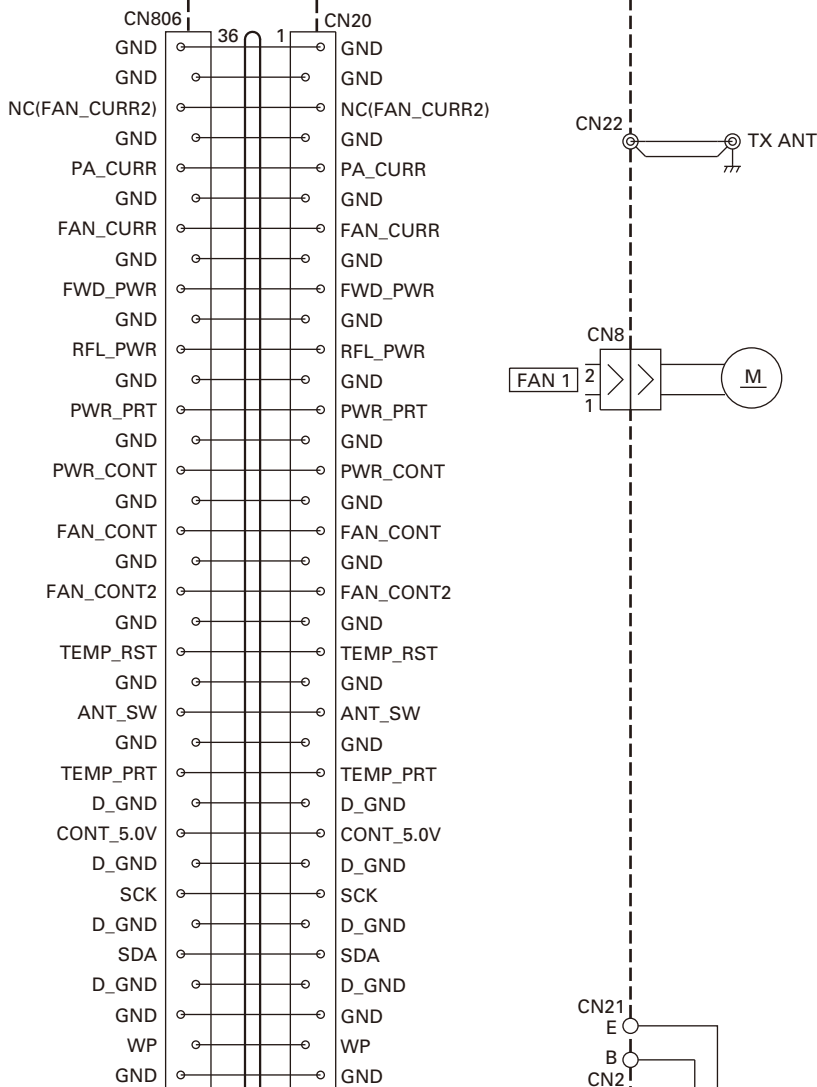 CN806 CN20
36 1
GND GND
GND GND
NC(FAN_CURR2) NC(FAN_CURR2)
GND GND
PA_CURR PA_CURR
GND GND
FAN_CURR FAN_CURR
GND GND
FWD_PWR FWD_PWR
GND GND
RFL_PWR RFL_PWR
GND GND
PWR_PRT PWR_PRT
GND GND
PWR_CONT PWR_CONT
GND GND
FAN_CONT FAN_CONT
GND GND
FAN_CONT2 FAN_CONT2
GND GND
TEMP_RST TEMP_RST
GND GND
ANT_SW ANT_SW
GND GND
TEMP_PRT TEMP_PRT
D_GND D_GND
CONT_5.0V CONT_5.0V
D_GND D_GND
SCK SCK
D_GND D_GND
SDA SDA
D_GND D_GND
GND GND
WP WP
GND GND
CN22
TX ANT
CN8
FAN 1 2
1
M
CN21
E
B
CN2